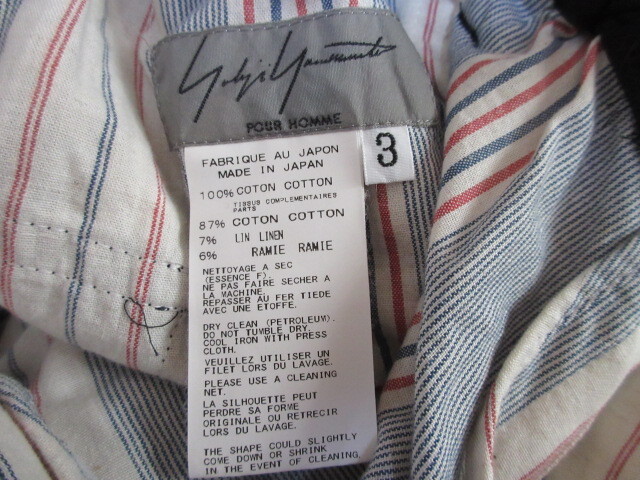 Yohji Yamamoto
POUR HOMME
3
FABRIQUE AU JAPON
MADE IN JAPAN
100% COTON COTTON
TISSUS COMPLEMENTAIRES
PARTS
87% COTON COTTON
7% LIN LINEN
6% RAMIE RAMIE
NETTOYAGE A SEC
(ESSENCE F).
NE PAS FAIRE SECHER A
LA MACHINE.
REPASSER AU FER TIEDE
AVEC UNE ETOFFE.
DRY CLEAN (PETROLEUM).
DO NOT TUMBLE DRY.
COOL IRON WITH PRESS
CLOTH.
VEUILLEZ UTILISER UN
FILET LORS DU LAVAGE.
PLEASE USE A CLEANING
NET.
LA SILHOUETTE PEUT
PERDRE SA FORME
ORIGINALE OU RETRECIR
LORS DU LAVAGE.
THE SHAPE COULD SLIGHTLY
COME DOWN OR SHRINK
IN THE EVENT OF CLEANING.